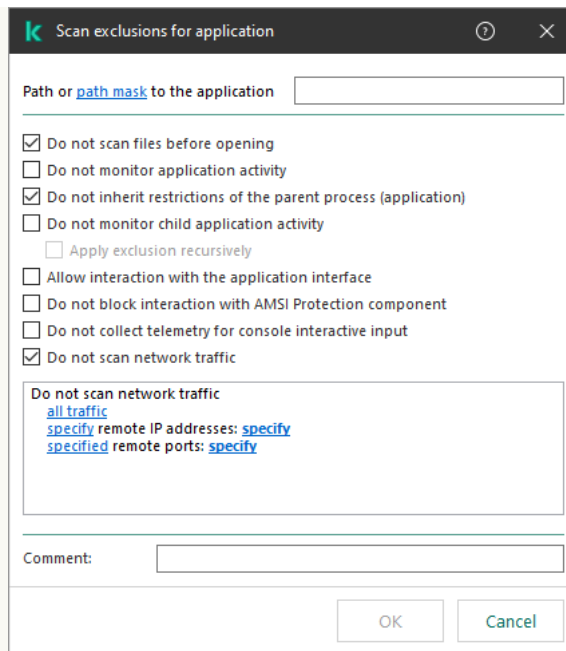 Scan exclusions for application
Path or path mask to the application
Do not scan files before opening
Do not monitor application activity
Do not inherit restrictions of the parent process (application)
Do not monitor child application activity
Apply exclusion recursively
Allow interaction with the application interface
Do not block interaction with AMSI Protection component
Do not collect telemetry for console interactive input
Do not scan network traffic
Do not scan network traffic
all traffic
specify remote IP addresses: specify
specified remote ports: specify
Comment:
OK Cancel